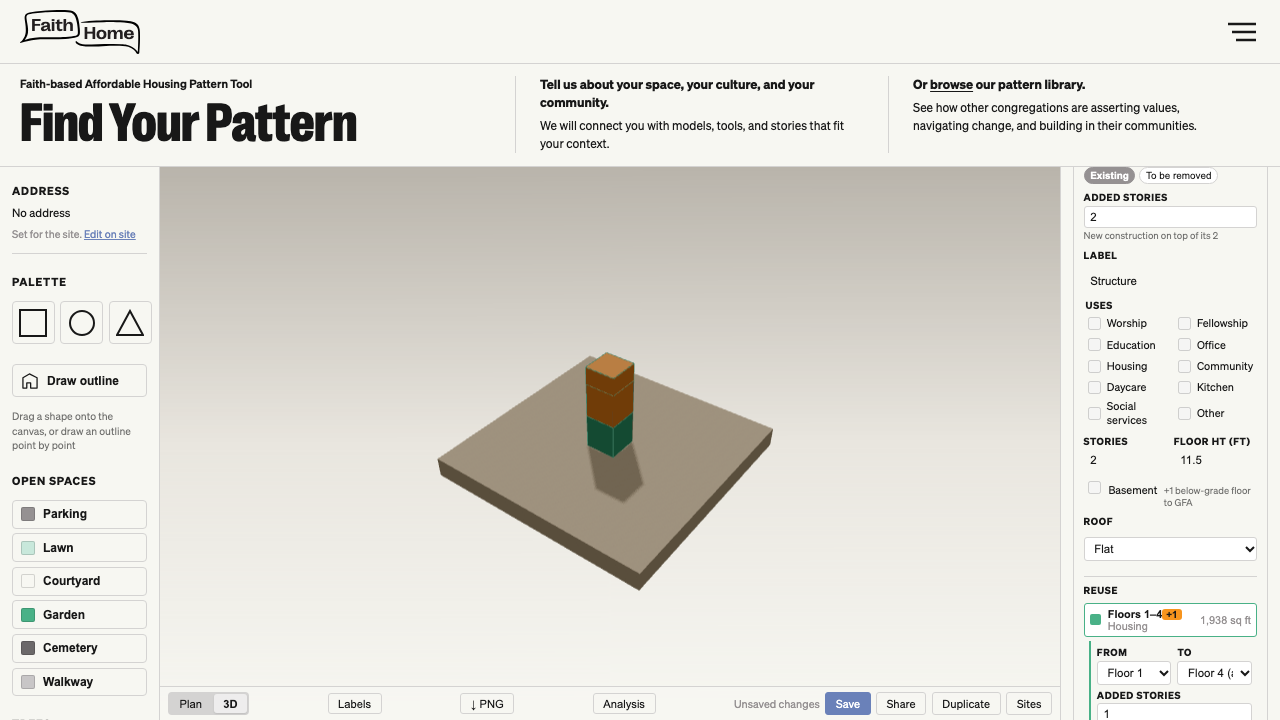 Faith
Home
Faith-based Affordable Housing Pattern Tool
Find Your Pattern
Tell us about your space, your culture, and your
community.
We will connect you with models, tools, and stories that fit
your context.
Or browse our pattern library.
See how other congregations are asserting values,
navigating change, and building in their communities.
ADDRESS
No address
Set for the site. Edit on site
PALETTE
Draw outline
Drag a shape onto the
canvas, or draw an outline
point by point
OPEN SPACES
Parking
Lawn
Courtyard
Garden
Cemetery
Walkway
Plan 3D
Labels
↓ PNG
Analysis
Unsaved changes
Save
Share
Duplicate
Sites
Existing To be removed
ADDED STORIES
2
New construction on top of its 2
LABEL
Structure
USES
Worship Fellowship
Education Office
Housing Community
Daycare Kitchen
Social
services Other
STORIES FLOOR HT (FT)
2 11.5
Basement +1 below-grade floor
to GFA
ROOF
Flat
REUSE
Floors 1–4 +1
Housing
1,938 sq ft
FROM TO
Floor 1 Floor 4
ADDED STORIES
1